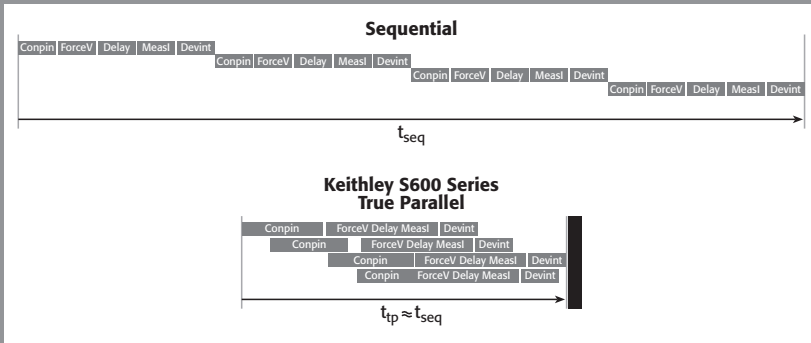 Sequential
Conpin ForceV Delay MeasI Devint
Conpin ForceV Delay MeasI Devint
Conpin ForceV Delay MeasI Devint
Conpin ForceV Delay MeasI Devint
tseq
Keithley S600 Series
True Parallel
Conpin ForceV Delay MeasI Devint
Conpin ForceV Delay MeasI Devint
Conpin ForceV Delay MeasI Devint
Conpin ForceV Delay MeasI Devint
ttp ≈ tseq